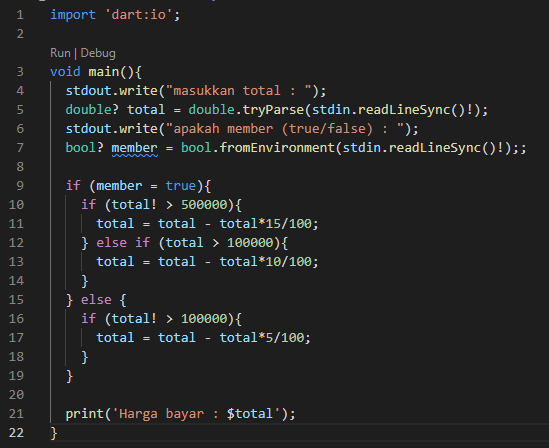 1 import 'dart:io';
2
Run | Debug
3 void main(){
4 stdout.write("masukkan total : ");
5 double? total = double.tryParse(stdin.readLineSync()!);
6 stdout.write("apakah member (true/false) : ");
7 bool? member = bool.fromEnvironment(stdin.readLineSync()!);;
8
9 if (member = true){
10 if (total! > 500000){
11 total = total - total*15/100;
12 } else if (total > 100000){
13 total = total - total*10/100;
14 }
15 } else {
16 if (total! > 100000){
17 total = total - total*5/100;
18 }
19 }
20
21 print('Harga bayar : $total');
22 }